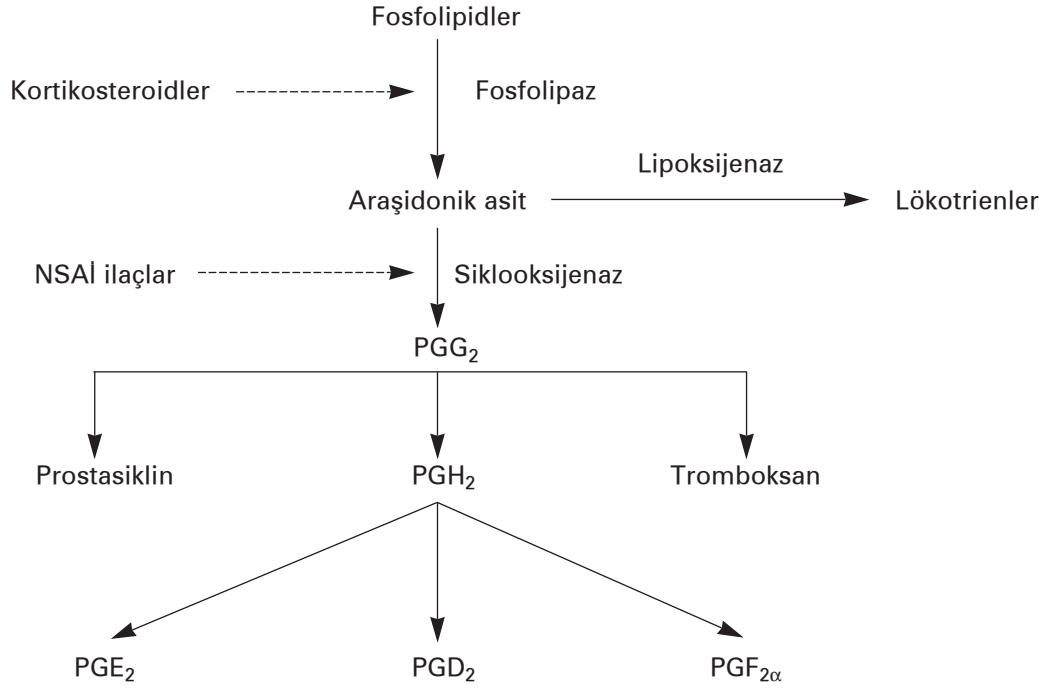 Fosfolipidler
Kortikosteroidler
Fosfolipaz
Lipoksijenaz
Araşidonik asit
Lökotrienler
NSAİ ilaçlar
Siklooksijenaz
PGG₂
Prostasiklin
PGH₂
Tromboksan
PGE₂
PGD₂
PGF₂α